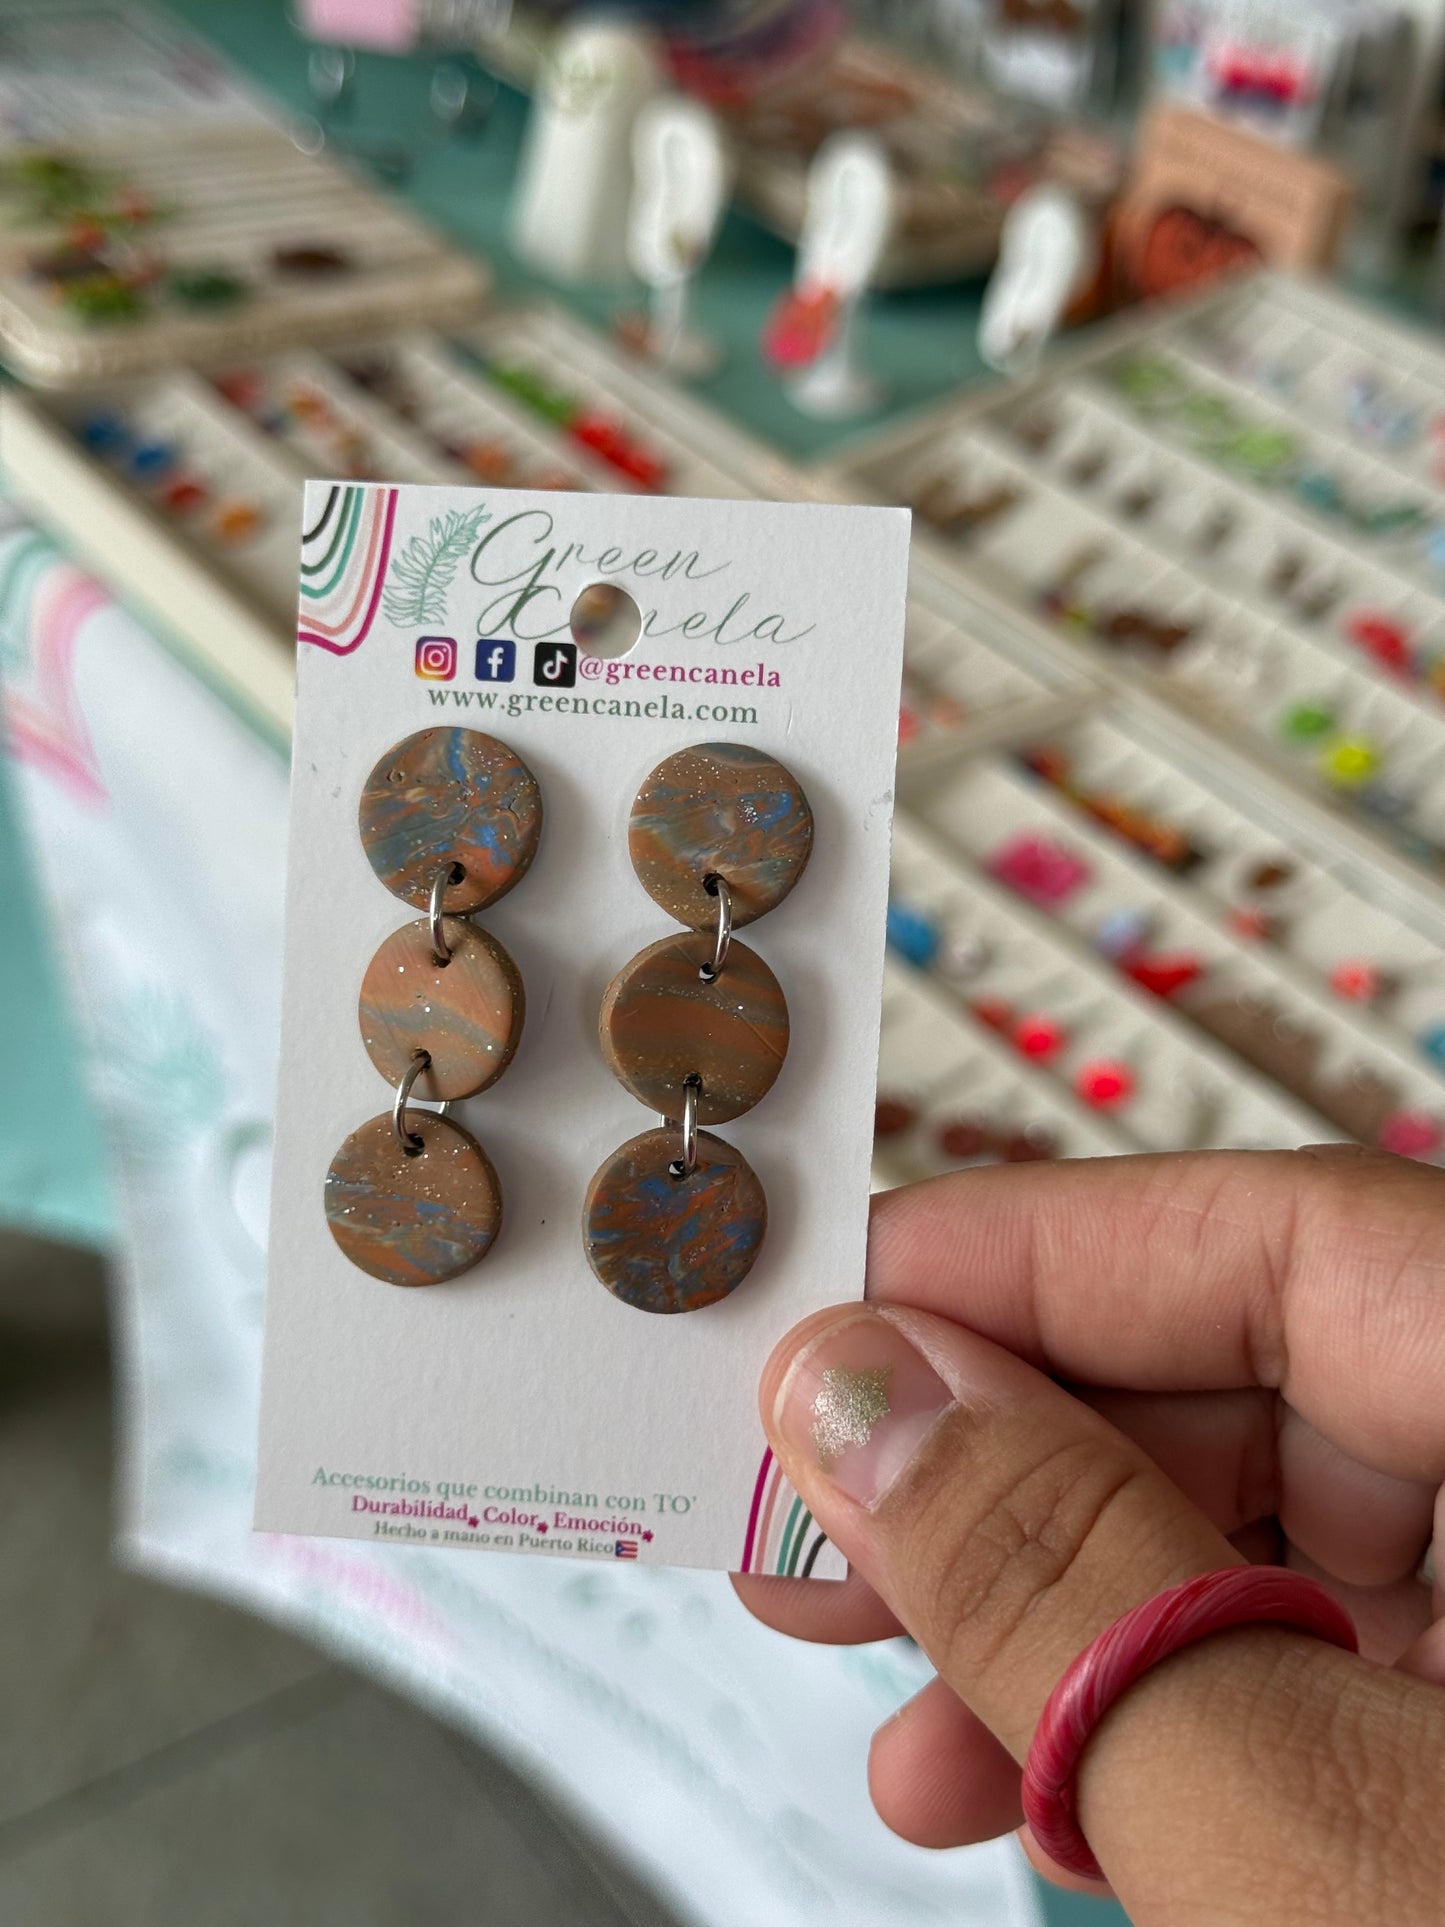 Green
Canela
@greencanela
www.greencanela.com
Accesorios que combinan con TO'
Durabilidad Color Emoción
Hecho a mano en Puerto Rico